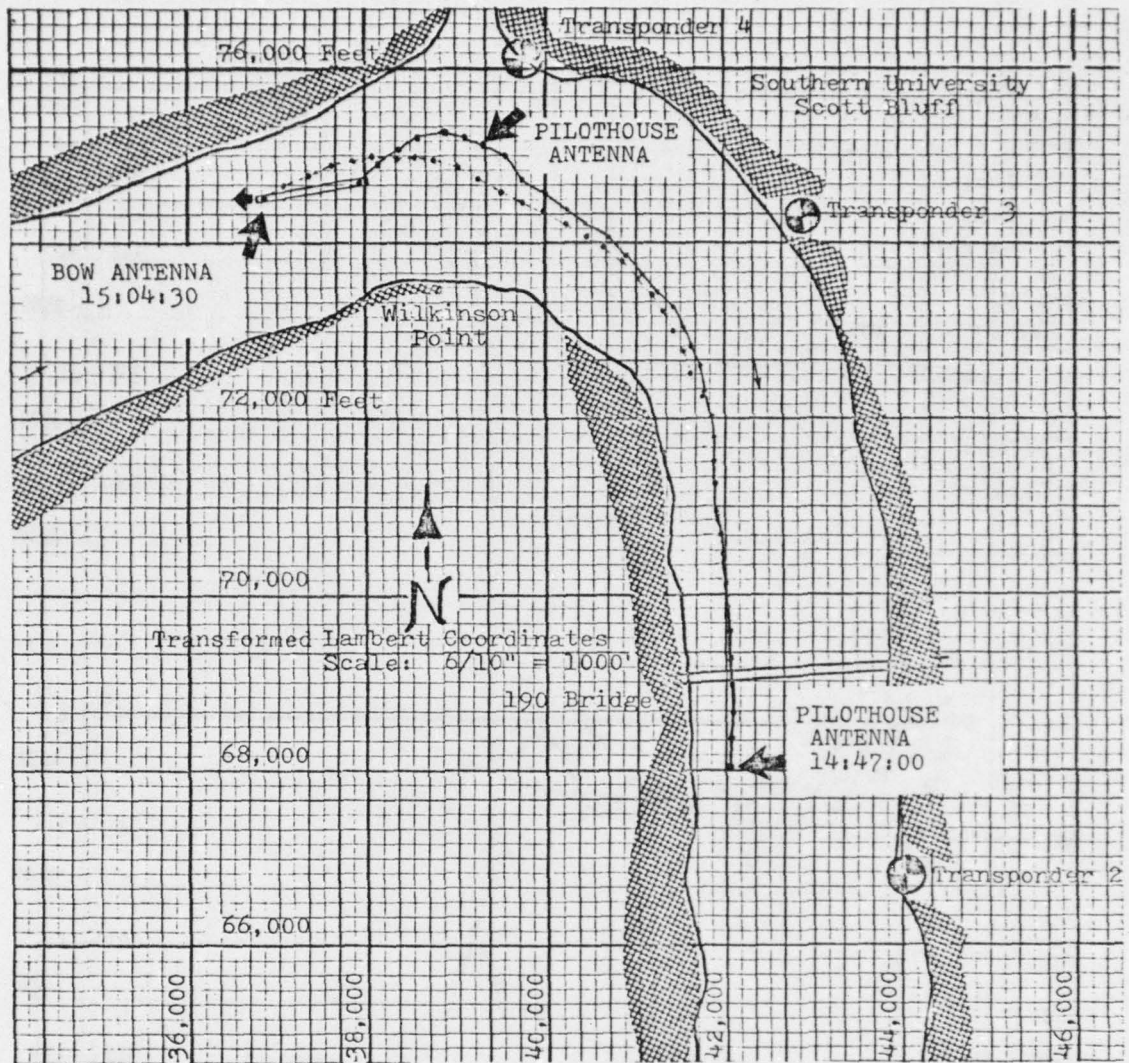 Transponder 4
76,000 Feet
Southern University
Scott Bluff
PILOTHOUSE
ANTENNA
Transponder 3
BOW ANTENNA
15:04:30
Wilkinson
Point
72,000 Feet
70,000
N
Transformed Lambert Coordinates
Scale: 6/10" = 1000'
190 Bridge
PILOTHOUSE
ANTENNA
14:47:00
68,000
Transponder 2
66,000
36,000
38,000
40,000
42,000
44,000
46,000